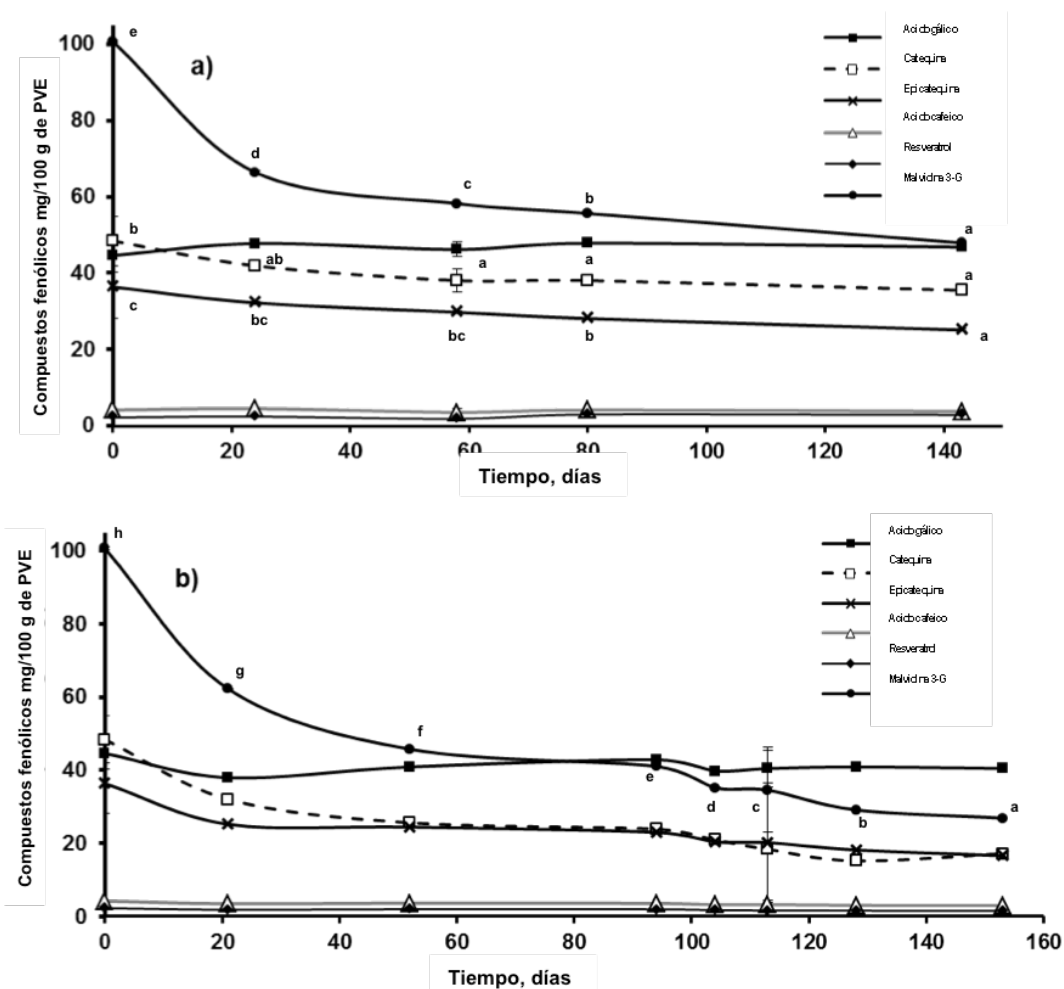 a)
Compuestos fenólicos mg/100 g de PVE
100
80
60
40
20
0
e
d
c
b
a
b
ab
a
a
a
c
bc
bc
b
a
Acido gálico
Catequina
Epicatequina
Acido cafeico
Resveratrol
Malvidina 3-G
0
20
40
60
80
100
120
140
Tiempo, días
b)
Compuestos fenólicos mg/100 g de PVE
100
80
60
40
20
0
h
g
f
e
d
c
b
a
Acido gálico
Catequina
Epicatequina
Acido cafeico
Resveratrol
Malvidina 3-G
0
20
40
60
80
100
120
140
160
Tiempo, días